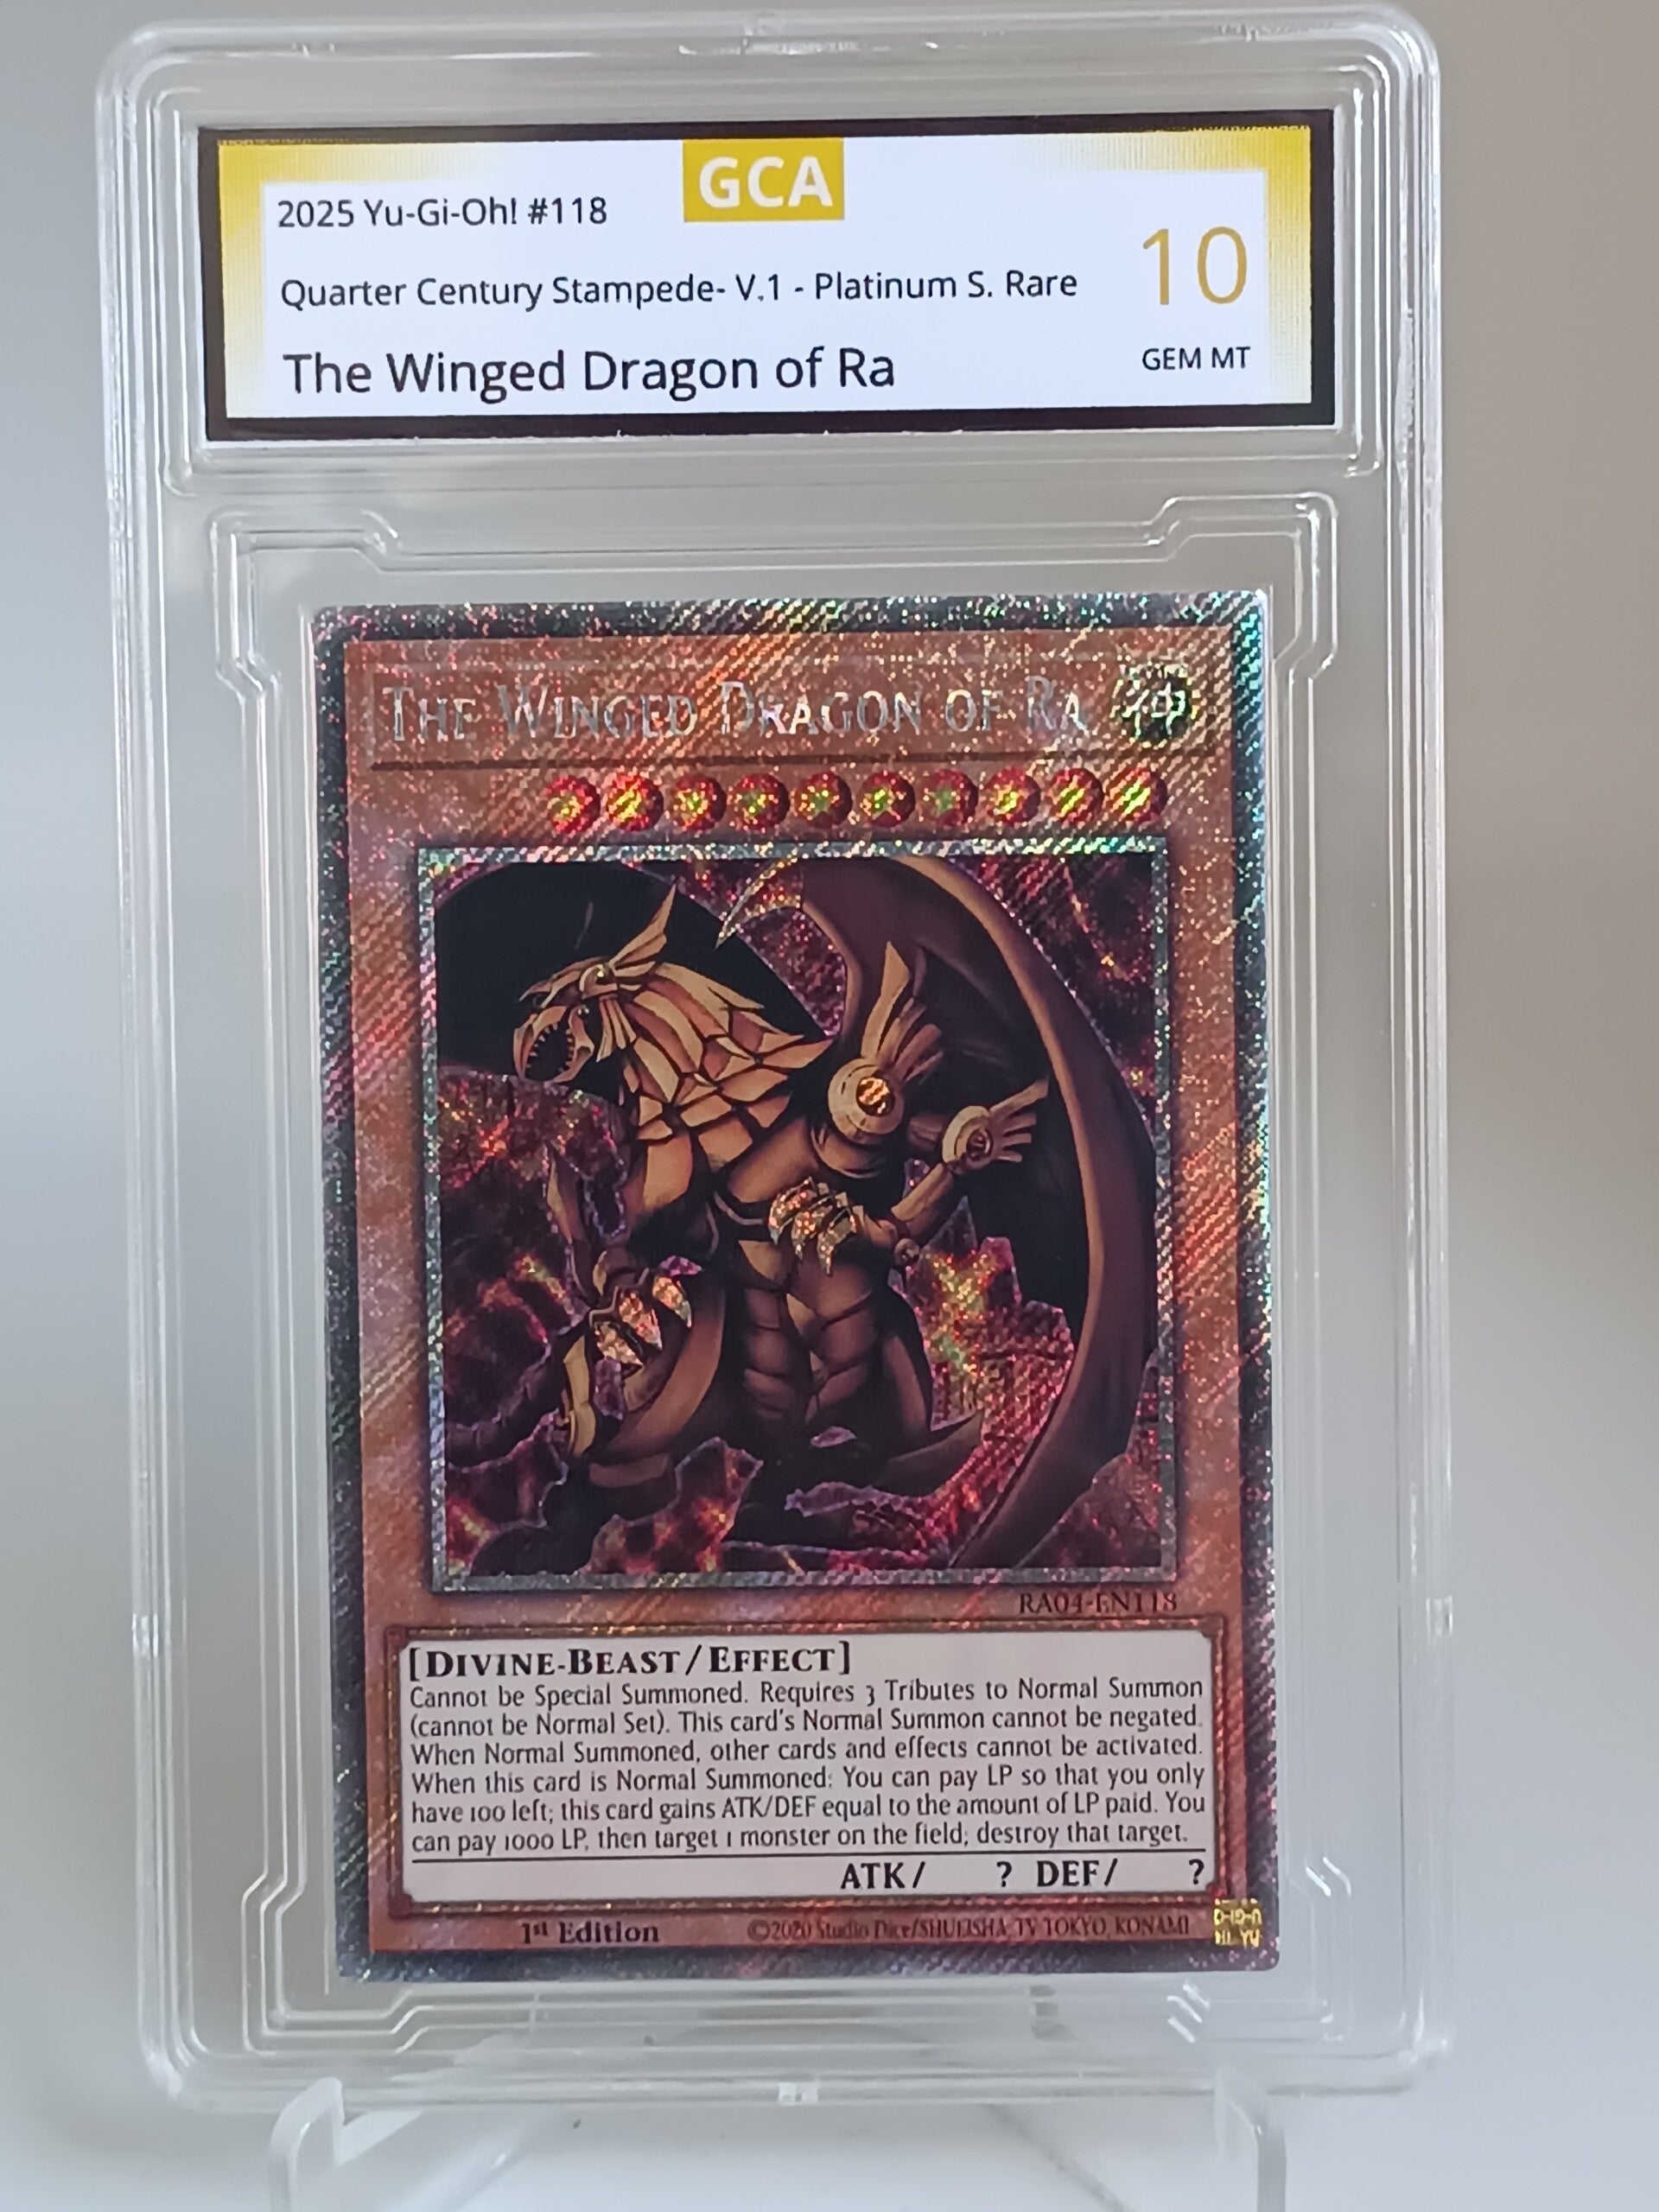 GCA
2025 Yu-Gi-Oh! #118
10
Quarter Century Stampede- V.1 - Platinum S. Rare
The Winged Dragon of Ra
GEM MT
THE WINGED DRAGON OF RA
RA04-EN118
[DIVINE-BEAST/EFFECT]
Cannot be Special Summoned. Requires 3 Tributes to Normal Summon
(cannot be Normal Set). This card's Normal Summon cannot be negated.
When Normal Summoned, other cards and effects cannot be activated.
When this card is Normal Summoned: You can pay LP so that you only
have 100 left; this card gains ATK/DEF equal to the amount of LP paid. You
can pay 1000 LP, then target 1 monster on the field; destroy that target.
ATK/ ? DEF/ ?
1st Edition ©2020 Studio Dice/SHUEISHA, TV TOKYO, KONAMI